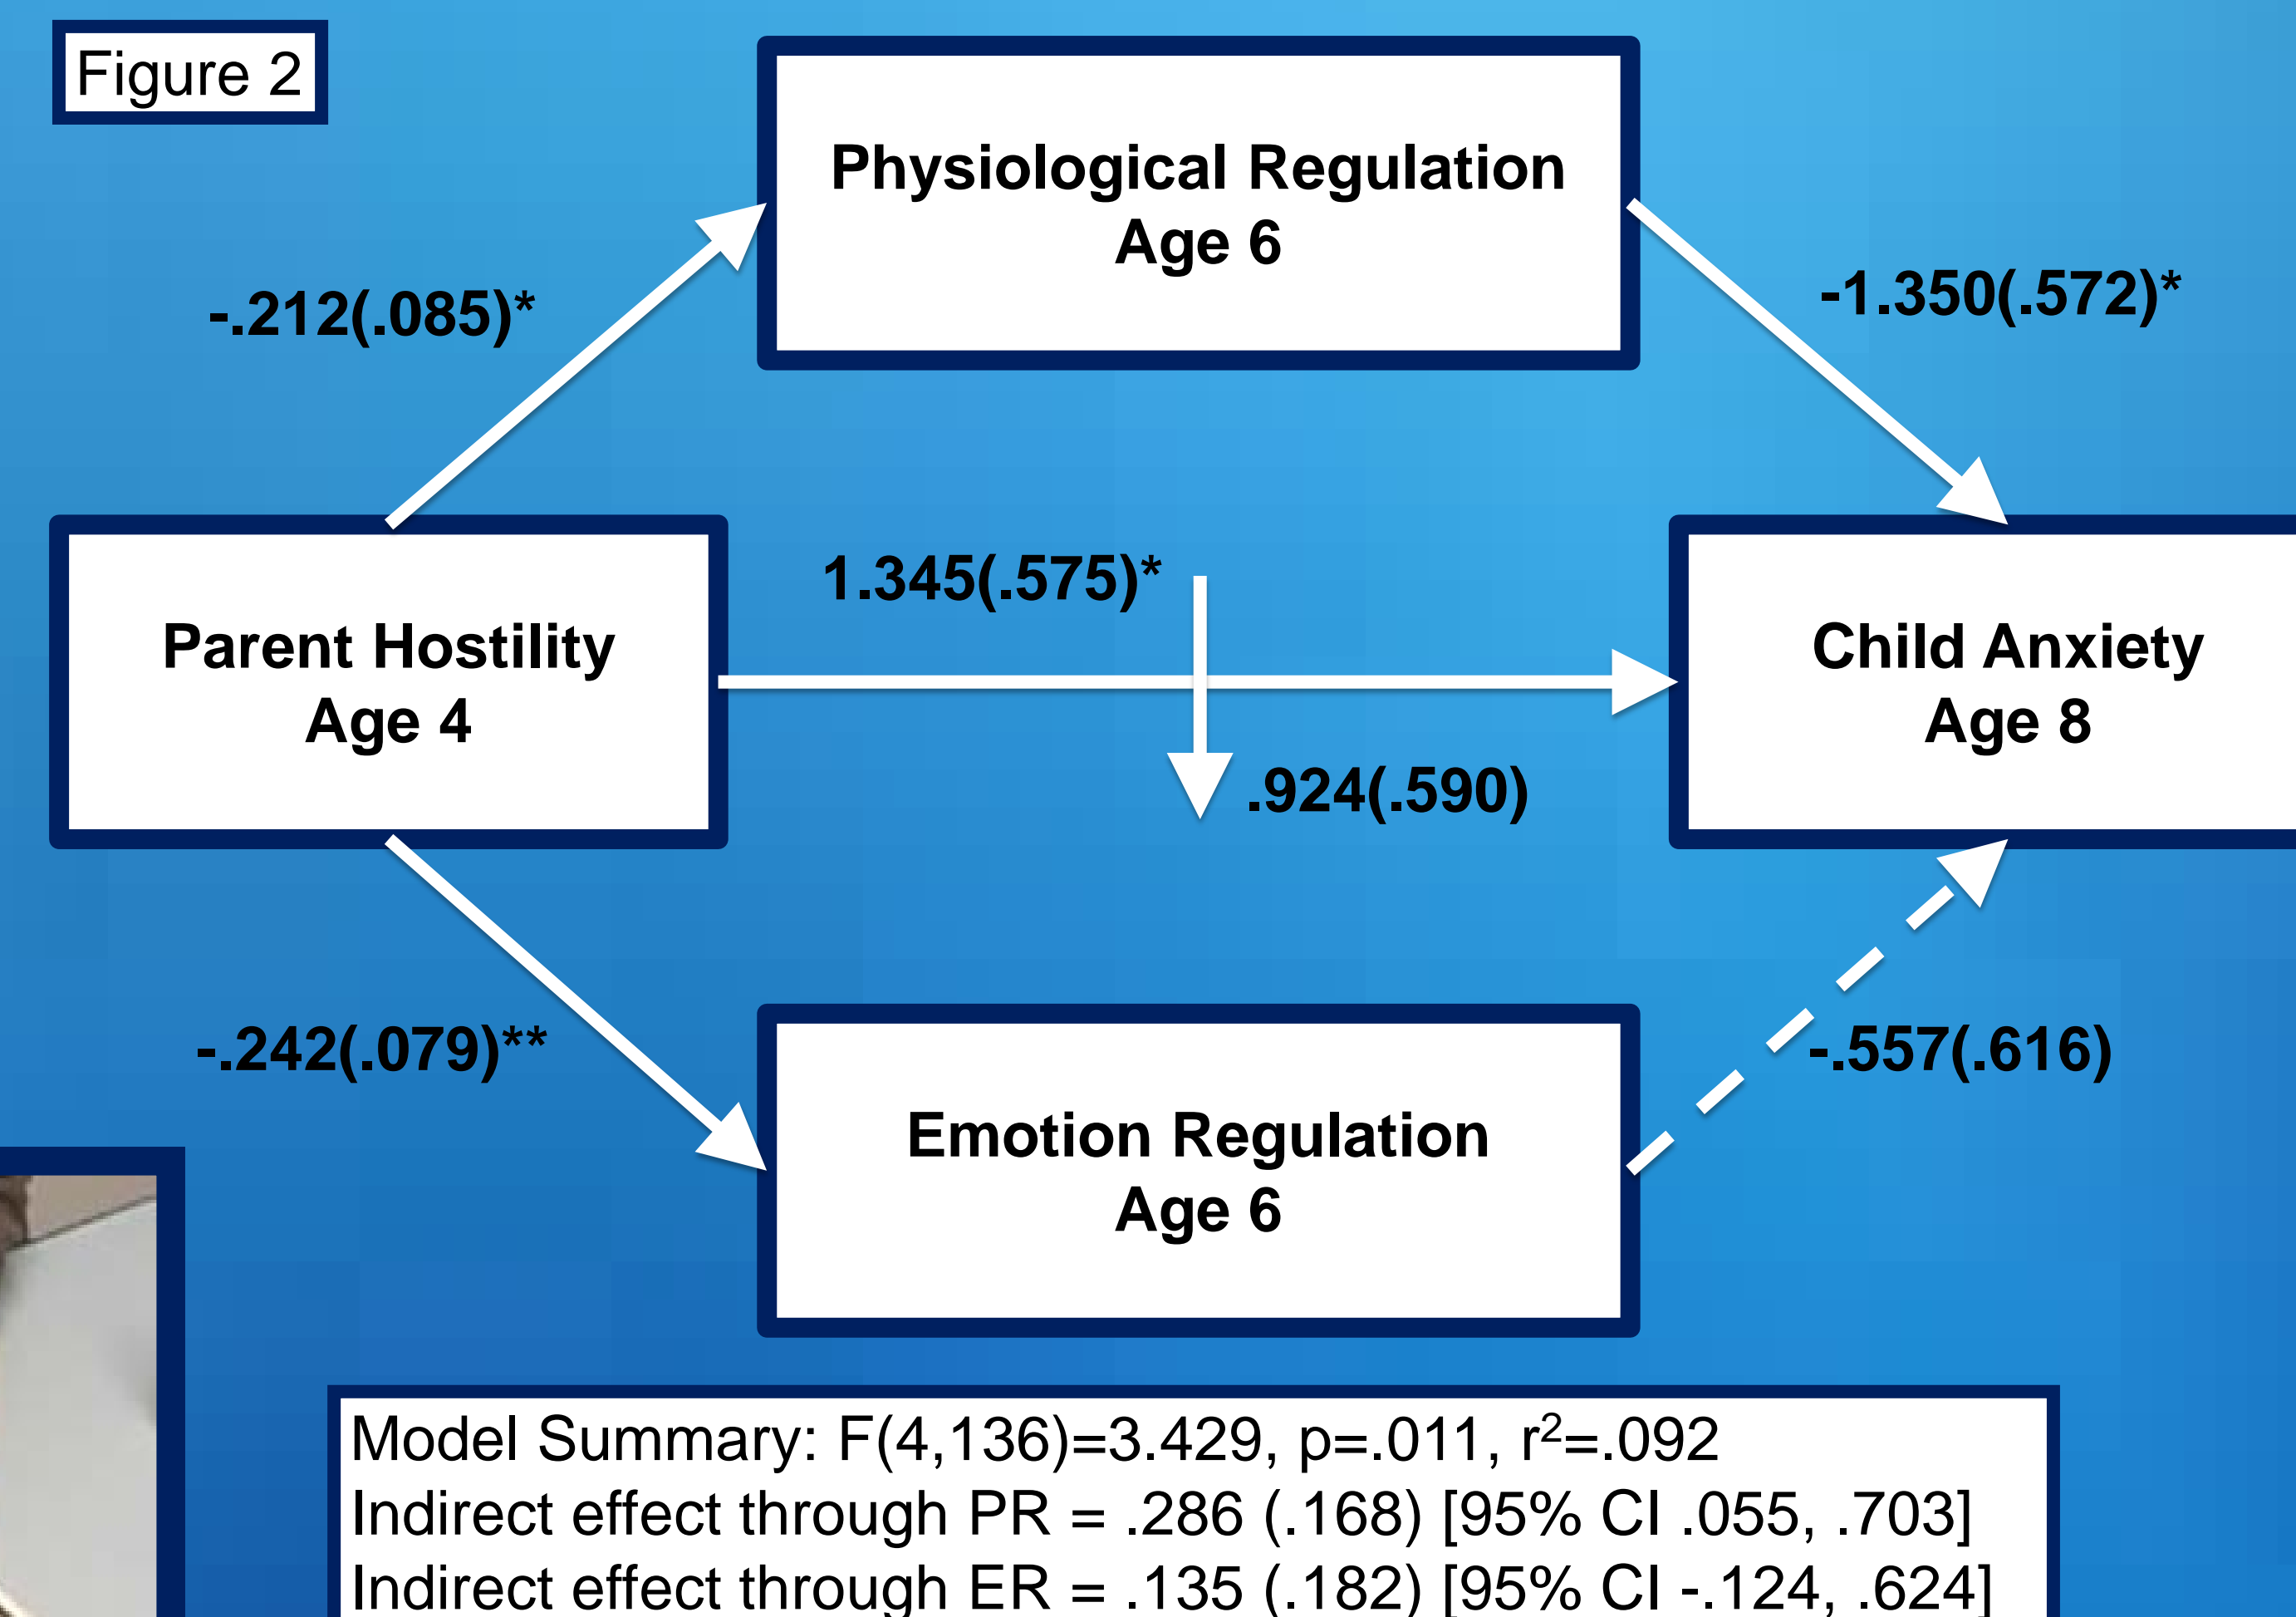 Figure 2
Physiological Regulation
Age 6
-.212(.085)*
-1.350(.572)*
1.345(.575)*
Parent Hostility
Age 4
Child Anxiety
Age 8
.924(.590)
-.242(.079)**
-.557(.616)
Emotion Regulation
Age 6
Model Summary: F(4,136)=3.429, p=.011, r²=.092
Indirect effect through PR = .286 (.168) [95% CI .055, .703]
Indirect effect through ER = .135 (.182) [95% CI -.124, .624]